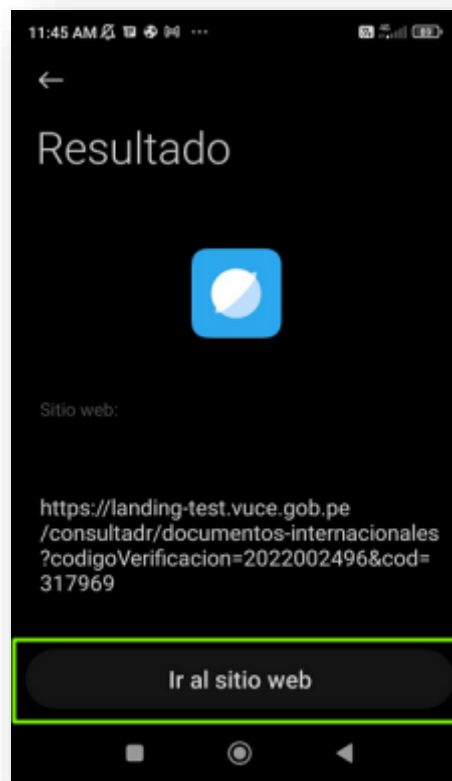 11:45 AM
Resultado
Sitio web:
https://landing-test.vuce.gob.pe
/consultadr/documentos-internacionales
?codigoVerificacion=2022002496&cod=
317969
Ir al sitio web